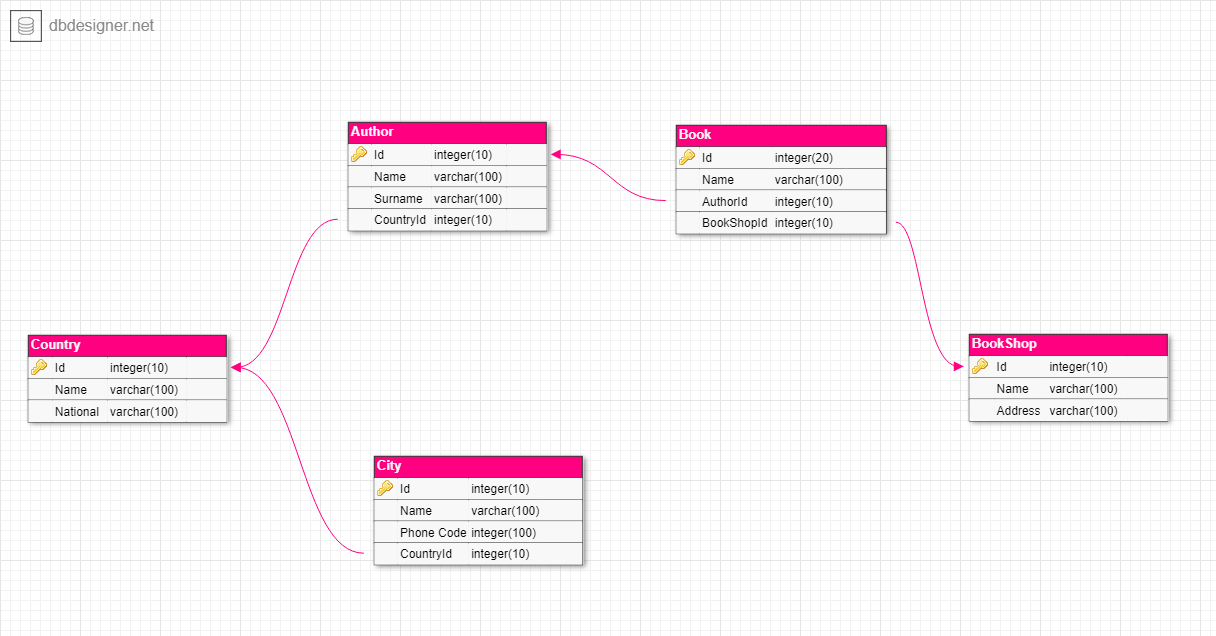 dbdesigner.net
Author
Id integer(10)
Name varchar(100)
Surname varchar(100)
CountryId integer(10)
Book
Id integer(20)
Name varchar(100)
AuthorId integer(10)
BookShopId integer(10)
Country
Id integer(10)
Name varchar(100)
National varchar(100)
BookShop
Id integer(10)
Name varchar(100)
Address varchar(100)
City
Id integer(10)
Name varchar(100)
Phone Code integer(100)
CountryId integer(10)